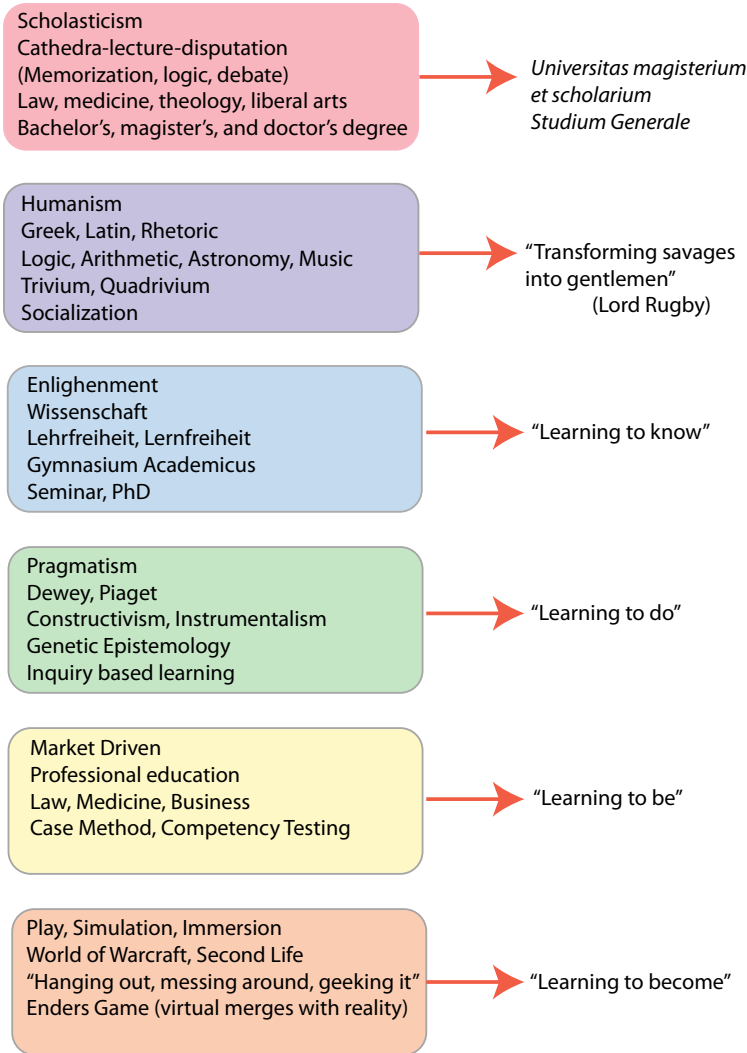 Scholasticism
Cathedra-lecture-disputation
(Memorization, logic, debate)
Law, medicine, theology, liberal arts
Bachelor’s, magister’s, and doctor’s degree
Universitas magisterium
et scholarium
Studium Generale
Humanism
Greek, Latin, Rhetoric
Logic, Arithmetic, Astronomy, Music
Trivium, Quadrivium
Socialization
“Transforming savages
into gentlemen”
(Lord Rugby)
Enlighenment
Wissenschaft
Lehrfreiheit, Lernfreiheit
Gymnasium Academicus
Seminar, PhD
“Learning to know”
Pragmatism
Dewey, Piaget
Constructivism, Instrumentalism
Genetic Epistemology
Inquiry based learning
“Learning to do”
Market Driven
Professional education
Law, Medicine, Business
Case Method, Competency Testing
“Learning to be”
Play, Simulation, Immersion
World of Warcraft, Second Life
“Hanging out, messing around, geeking it”
Enders Game (virtual merges with reality)
“Learning to become”